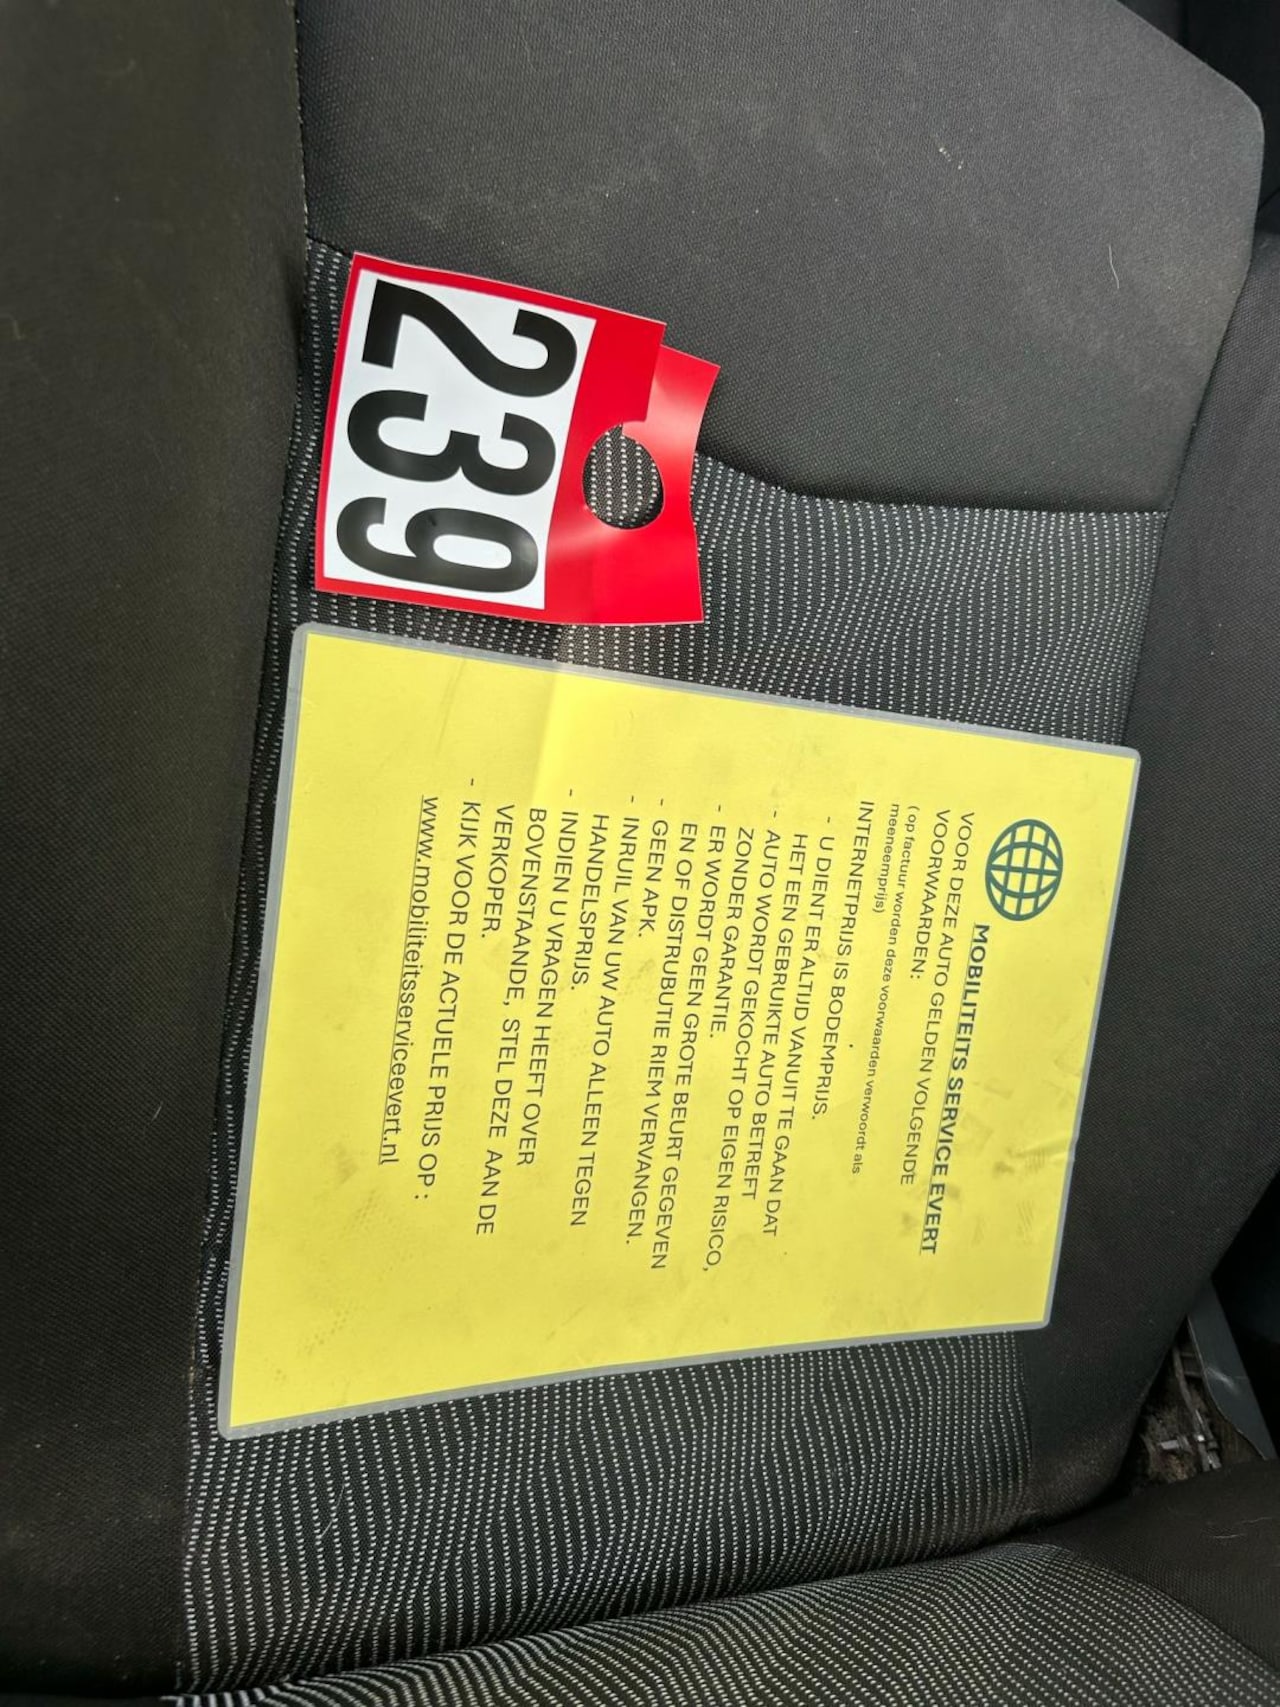 239
MOBILITEITS SERVICE EVERT
VOOR DEZE AUTO GELDEN VOLGENDE
VOORWAARDEN:
( op factuur worden deze voorwaarden verwoordt als
meeneemprijs)
INTERNETPRIJS IS BODEMPRIJS.
- U DIENT ER ALTIJD VANUIT TE GAAN DAT
HET EEN GEBRUIKTE AUTO BETREFT
- AUTO WORDT GEKOCHT OP EIGEN RISICO,
ZONDER GARANTIE.
- ER WORDT GEEN GROTE BEURT GEGEVEN
EN OF DISTRUBUTIE RIEM VERVANGEN.
- GEEN APK.
- INRUIL VAN UW AUTO ALLEEN TEGEN
HANDELSPRIJS.
- INDIEN U VRAGEN HEEFT OVER
BOVENSTAANDE, STEL DEZE AAN DE
VERKOPER.
- KIJK VOOR DE ACTUELE PRIJS OP :
www.mobiliteitsserviceevert.nl